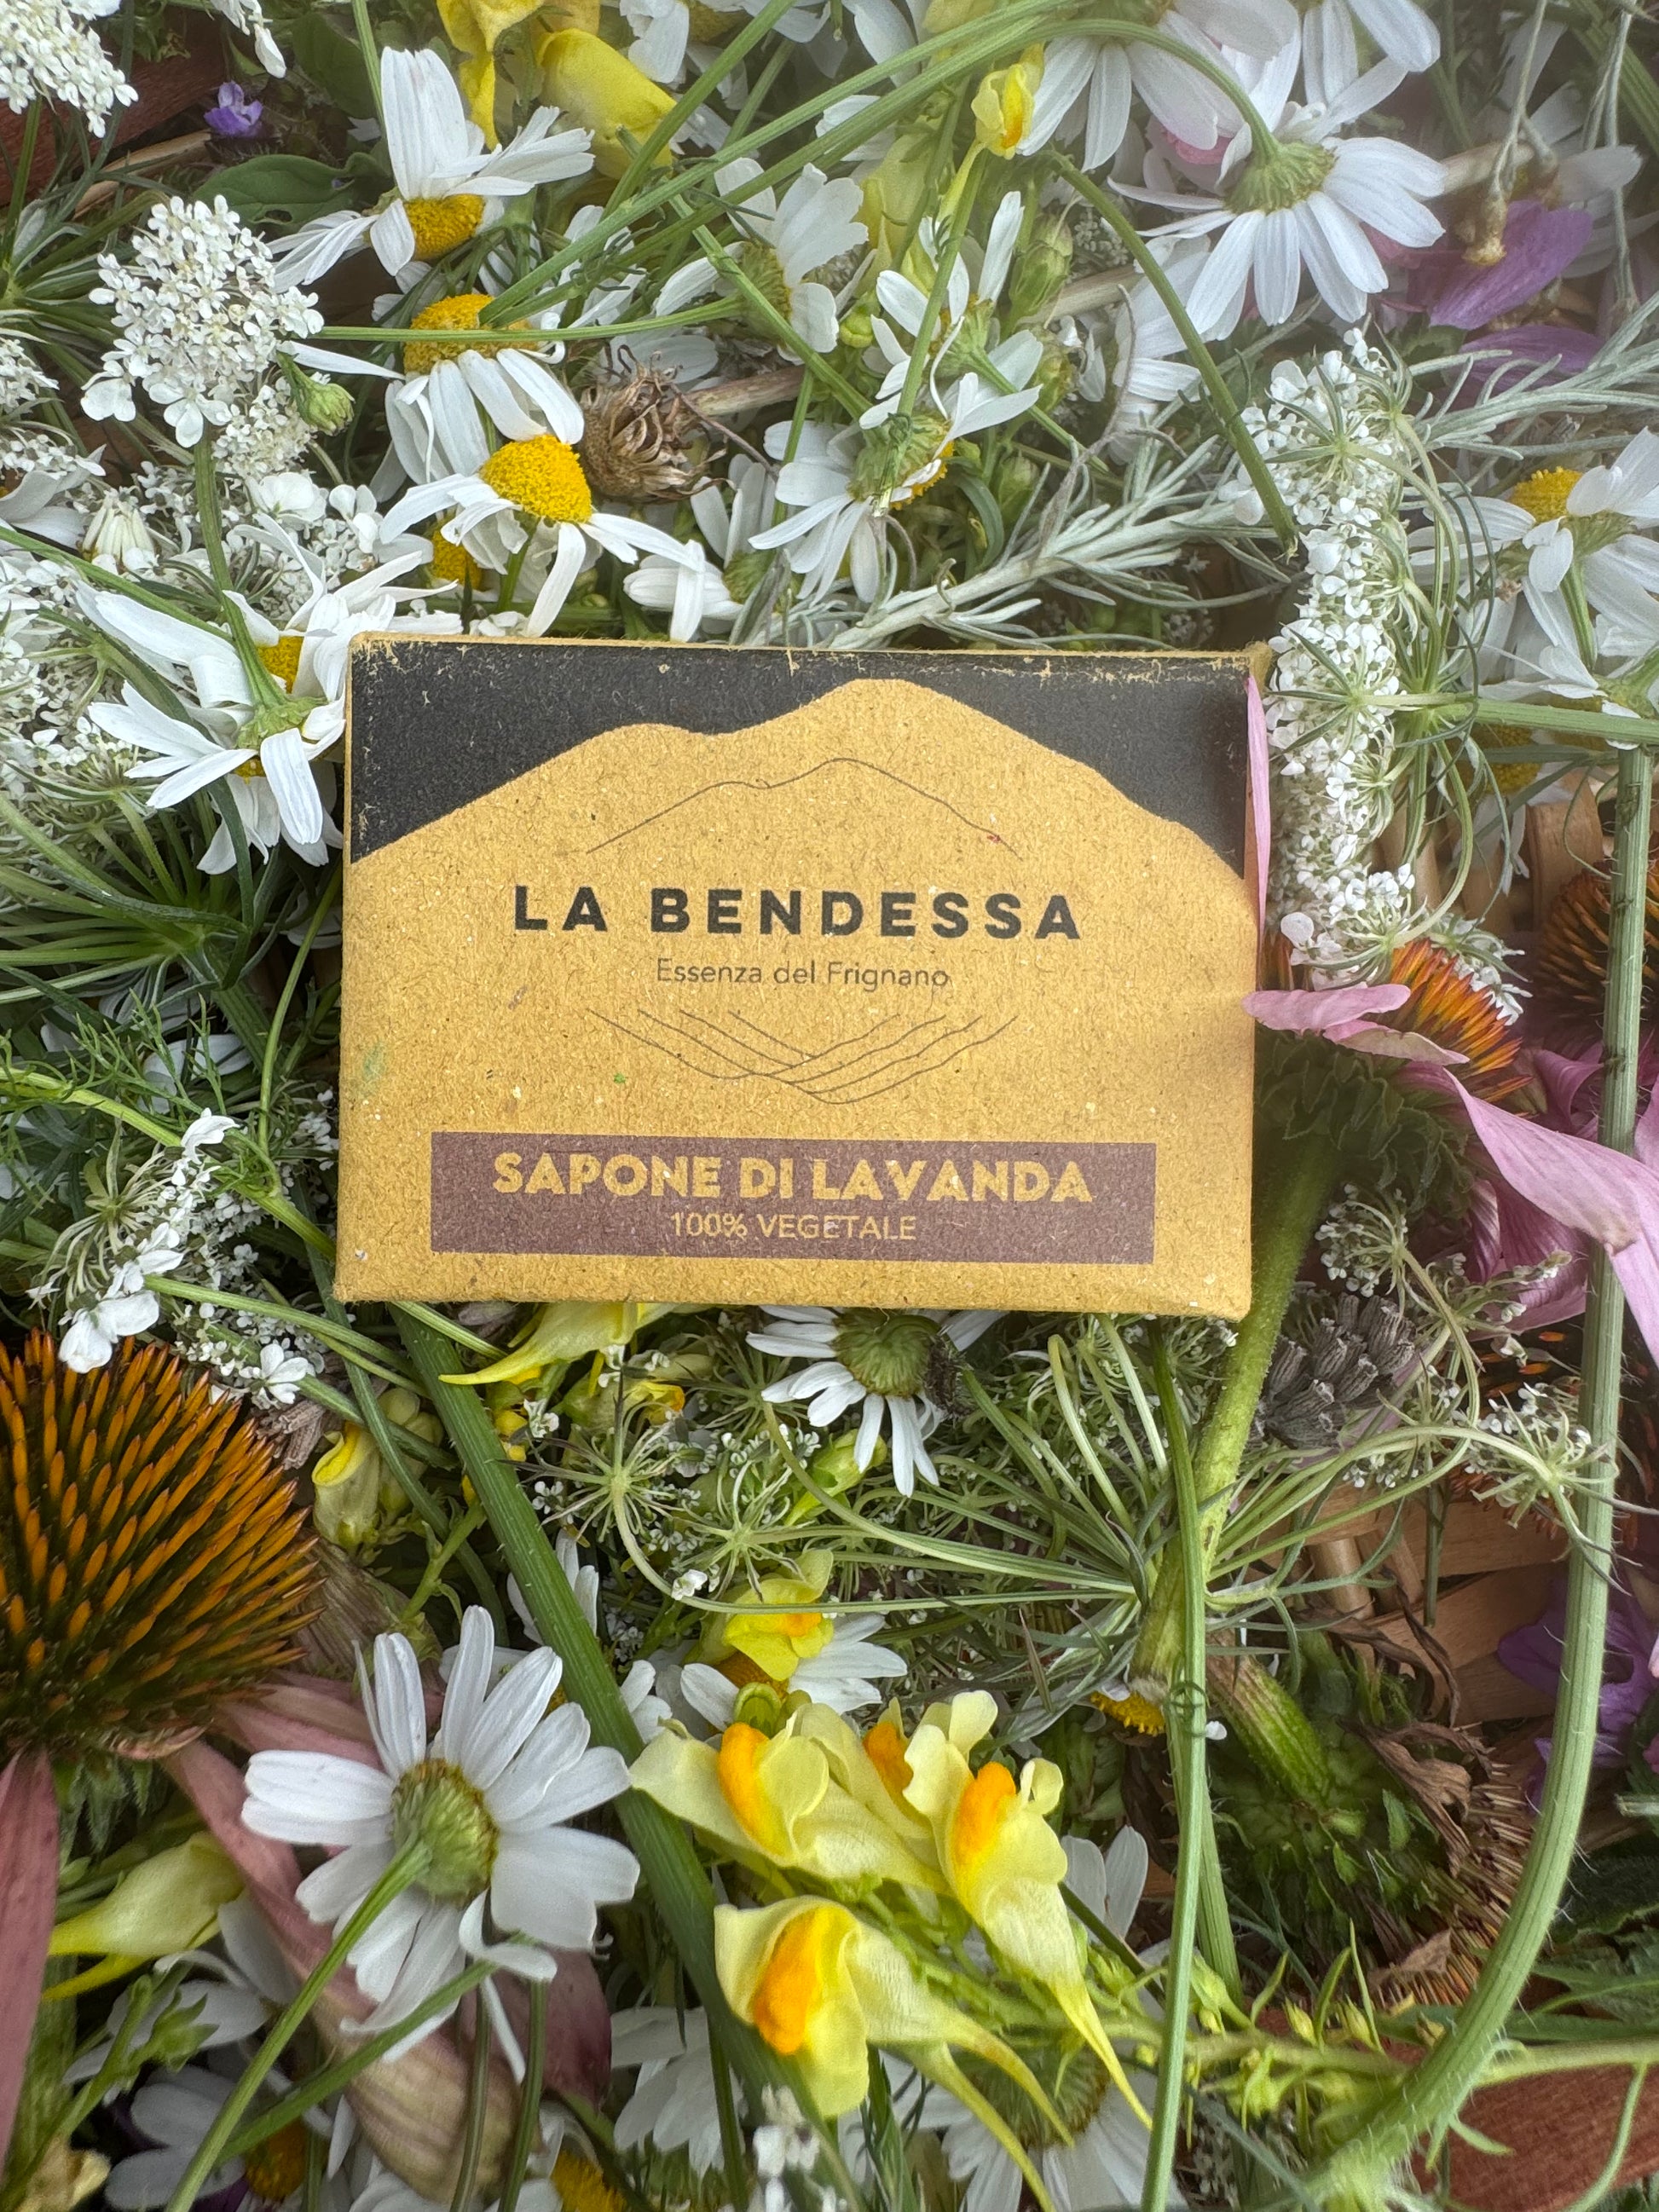 LA BENDESSA
Essenza del Frignano
SAPONE DI LAVANDA
100% VEGETALE